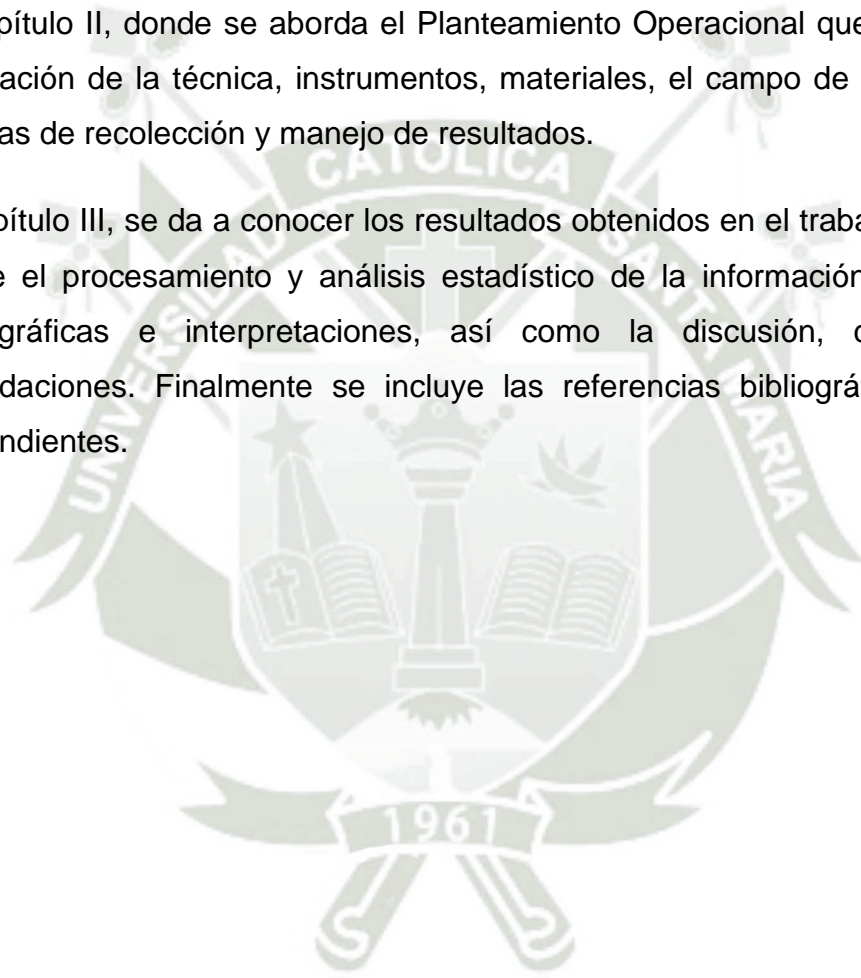 pítulo II, donde se aborda el Planteamiento Operacional que
ación de la técnica, instrumentos, materiales, el campo de
as de recolección y manejo de resultados.
pítulo III, se da a conocer los resultados obtenidos en el traba
e el procesamiento y análisis estadístico de la información
gráficas e interpretaciones, así como la discusión,
daciones. Finalmente se incluye las referencias bibliográ
ndientes.
UNIVERSIDAD CATOLICA SANTA MARIA
1961